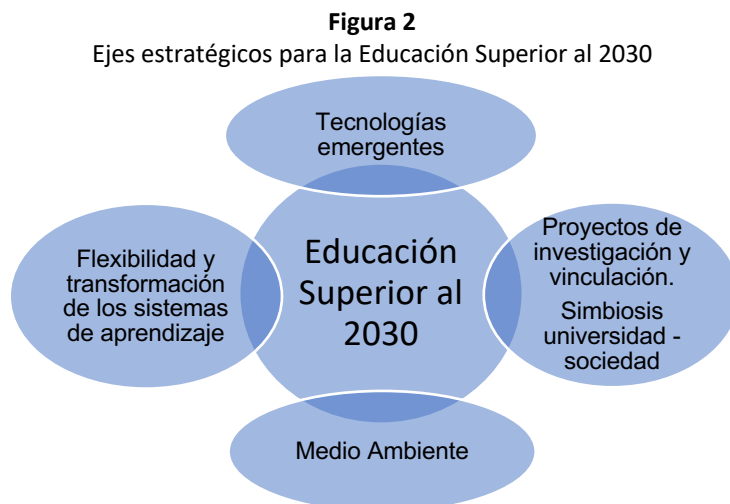 Figura 2
Ejes estratégicos para la Educación Superior al 2030
Tecnologías
emergentes
Flexibilidad y
transformación
de los sistemas
de aprendizaje
Educación
Superior al
2030
Proyectos de
investigación y
vinculación.
Simbiosis
universidad -
sociedad
Medio Ambiente